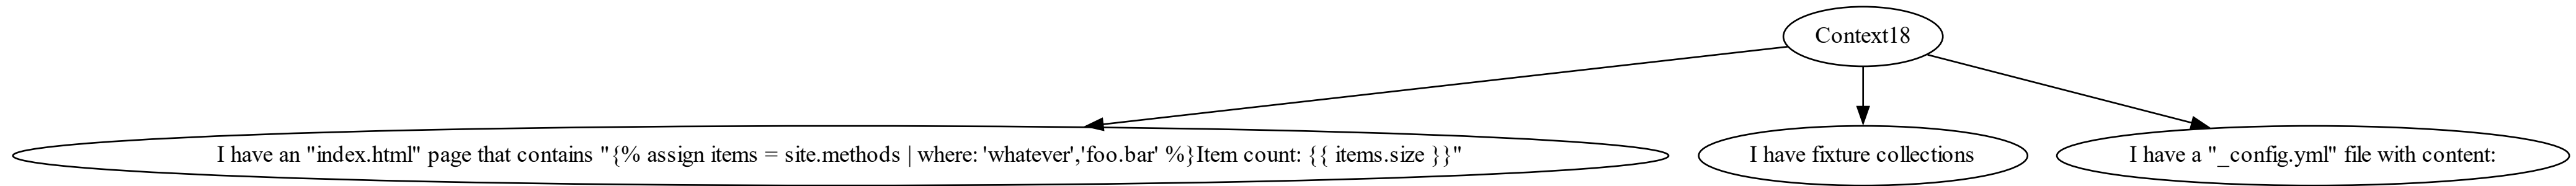 Context18
I have an "index.html" page that contains "{% assign items = site.methods | where: 'whatever','foo.bar' %}Item count: {{ items.size }}"
I have fixture collections
I have a "_config.yml" file with content: